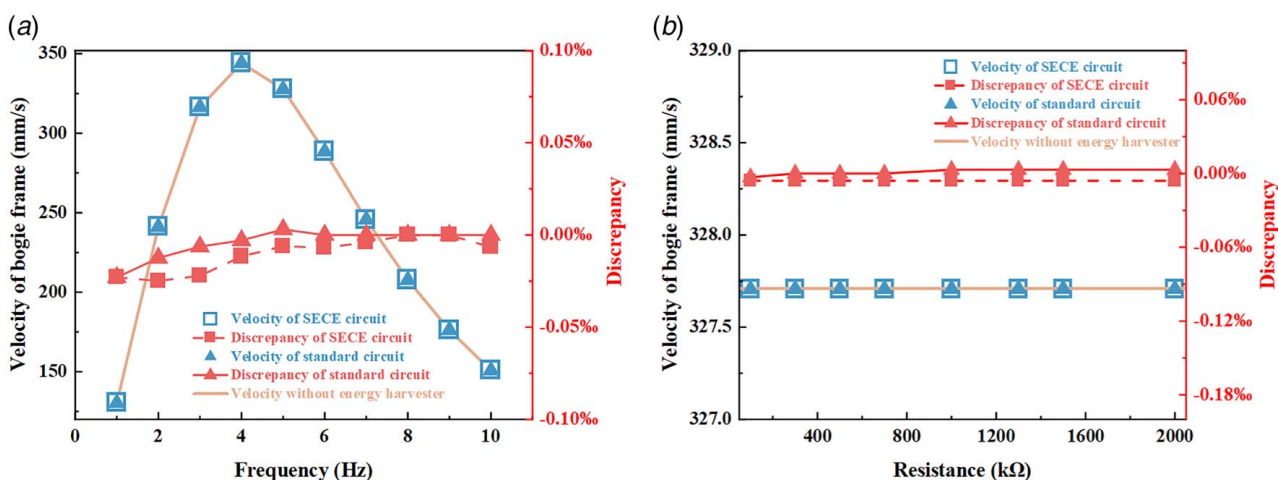 (a)
350
300
250
200
150
Velocity of bogie frame (mm/s)
0
2
4
6
8
10
Frequency (Hz)
0.10‰
0.05‰
0.00‰
-0.05‰
-0.10‰
Discrepancy
Velocity of SECE circuit
Discrepancy of SECE circuit
Velocity of standard circuit
Discrepancy of standard circuit
Velocity without energy harvester
(b)
329.0
328.5
328.0
327.5
327.0
Velocity of bogie frame (mm/s)
400
800
1200
1600
2000
Resistance (kΩ)
0.06‰
0.00‰
-0.06‰
-0.12‰
-0.18‰
Discrepancy
Velocity of SECE circuit
Discrepancy of SECE circuit
Velocity of standard circuit
Discrepancy of standard circuit
Velocity without energy harvester